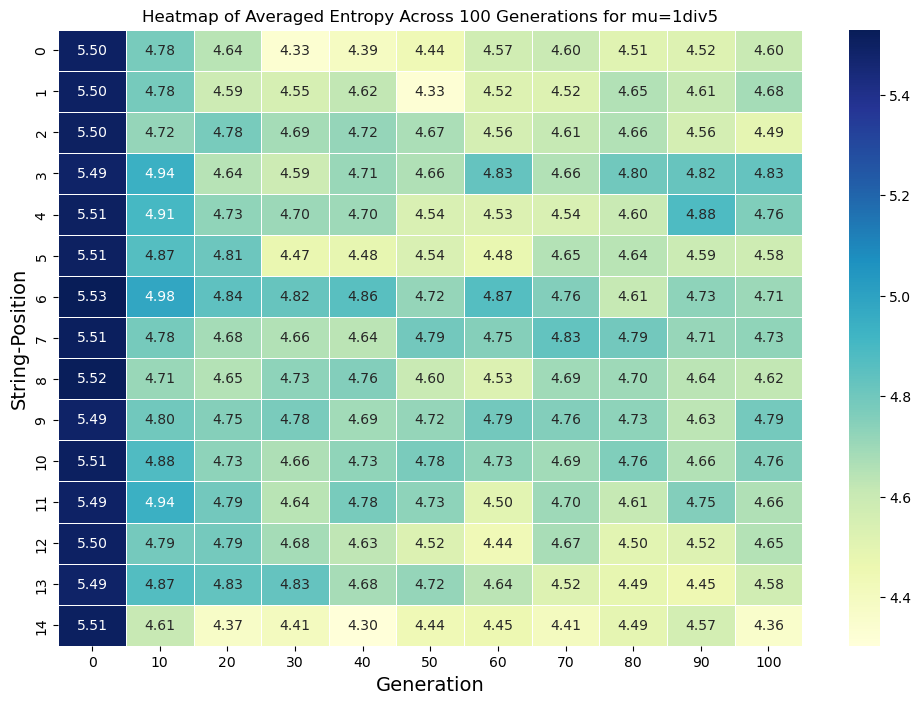 Heatmap of Averaged Entropy Across 100 Generations for mu=1div5
0 5.50 4.78 4.64 4.33 4.39 4.44 4.57 4.60 4.51 4.52 4.60
1 5.50 4.78 4.59 4.55 4.62 4.33 4.52 4.52 4.65 4.61 4.68
2 5.50 4.72 4.78 4.69 4.72 4.67 4.56 4.61 4.66 4.56 4.49
3 5.49 4.94 4.64 4.59 4.71 4.66 4.83 4.66 4.80 4.82 4.83
4 5.51 4.91 4.73 4.70 4.70 4.54 4.53 4.54 4.60 4.88 4.76
5 5.51 4.87 4.81 4.47 4.48 4.54 4.48 4.65 4.64 4.59 4.58
6 5.53 4.98 4.84 4.82 4.86 4.72 4.87 4.76 4.61 4.73 4.71
7 5.51 4.78 4.68 4.66 4.64 4.79 4.75 4.83 4.79 4.71 4.73
8 5.52 4.71 4.65 4.73 4.76 4.60 4.53 4.69 4.70 4.64 4.62
9 5.49 4.80 4.75 4.78 4.69 4.72 4.79 4.76 4.73 4.63 4.79
10 5.51 4.88 4.73 4.66 4.73 4.78 4.73 4.69 4.76 4.66 4.76
11 5.49 4.94 4.79 4.64 4.78 4.73 4.50 4.70 4.61 4.75 4.66
12 5.50 4.79 4.79 4.68 4.63 4.52 4.44 4.67 4.50 4.52 4.65
13 5.49 4.87 4.83 4.83 4.68 4.72 4.64 4.52 4.49 4.45 4.58
14 5.51 4.61 4.37 4.41 4.30 4.44 4.45 4.41 4.49 4.57 4.36
0 10 20 30 40 50 60 70 80 90 100
Generation
String-Position
5.4
5.2
5.0
4.8
4.6
4.4